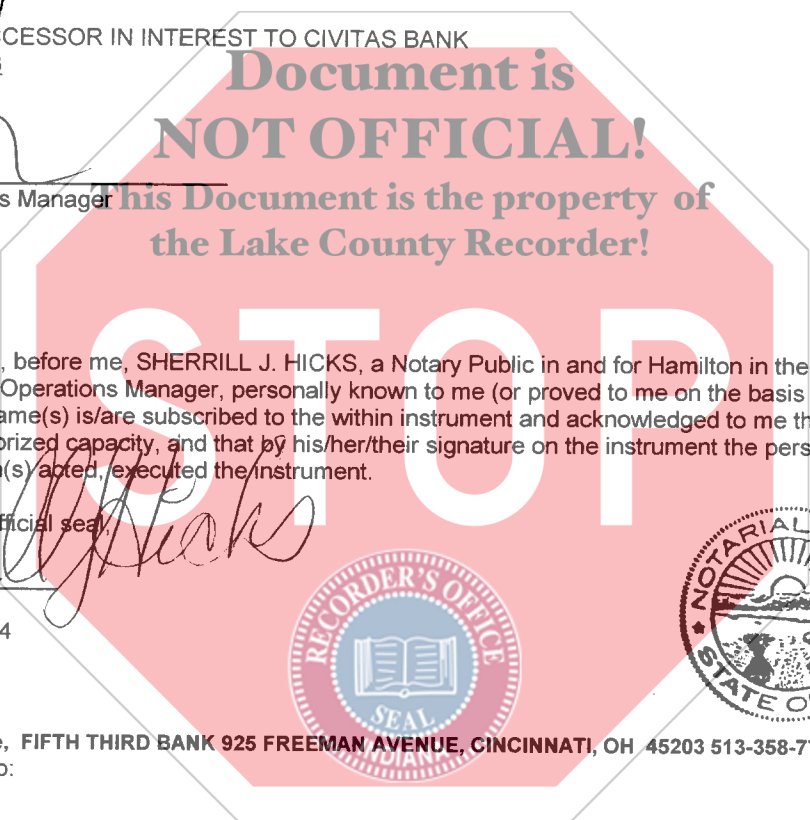 CCESSOR IN INTEREST TO CIVITAS BANK
Document is
NOT OFFICIAL!
s Manager
This Document is the property of
the Lake County Recorder!
STOP
, before me, SHERRILL J. HICKS, a Notary Public in and for Hamilton in the
Operations Manager, personally known to me (or proved to me on the basis
ame(s) is/are subscribed to the within instrument and acknowledged to me th
orized capacity, and that by his/her/their signature on the instrument the pers
(s) acted, executed the instrument.
fficial seal,
Hicks
NOTARIAL
STATE O
4
RECORDER'S OFFICE
SEAL
INDIANA
e, FIFTH THIRD BANK 925 FREEMAN AVENUE, CINCINNATI, OH 45203 513-358-7
o: